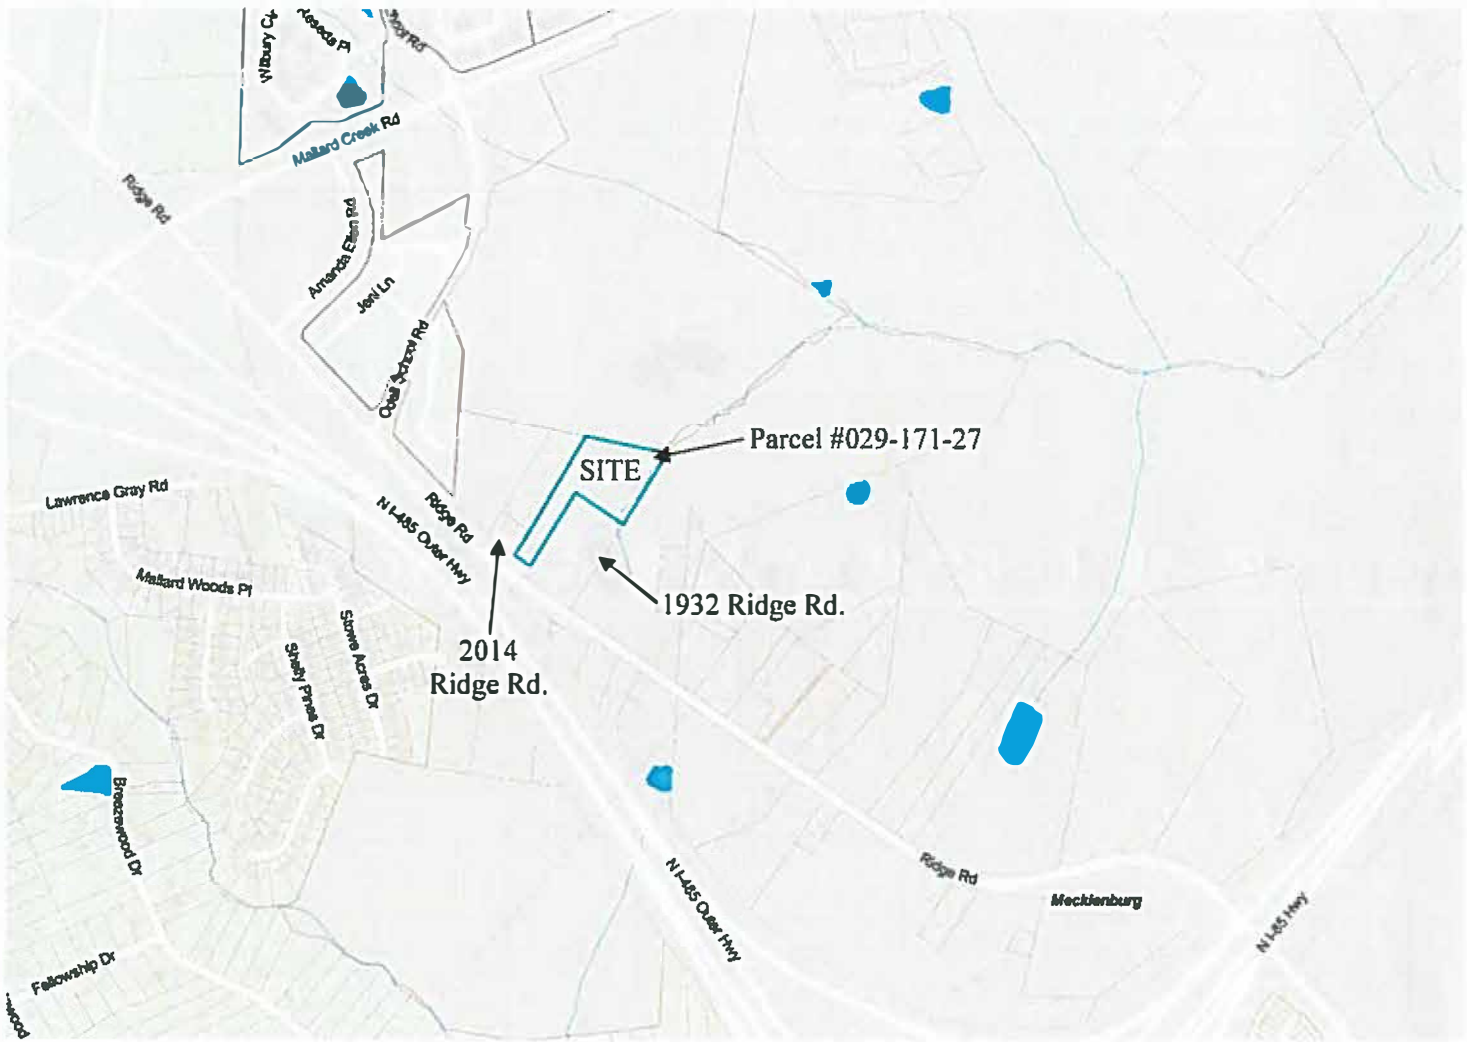 Wilbury Cir
Reseda Pl
Mallard Creek Rd
Ridge Rd
Amanda Ellen Rd
Jeni Ln
Odell School Rd
Parcel #029-171-27
SITE
Lawrence Gray Rd
Ridge Rd
N I-485 Outer Hwy
Mallard Woods Pl
1932 Ridge Rd.
2014
Ridge Rd.
Stowe Acres Dr
Shelly Pines Dr
Breezewood Dr
Ridge Rd
N I-485 Outer Hwy
Mecklenburg
N I-85 Hwy
Fellowship Dr